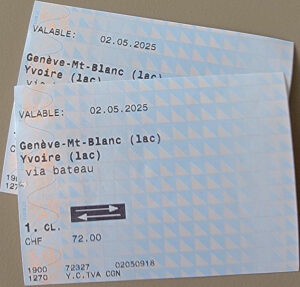 VALABLE: 02.05.2025
Genève-Mt-Blanc (lac)
Yvoire (lac)
VALABLE: 02.05.2025
Genève-Mt-Blanc (lac)
Yvoire (lac)
via bateau
1. CL.
CHF 72.00
1900 72327 02050918
1270 Y.C.TVA CGN